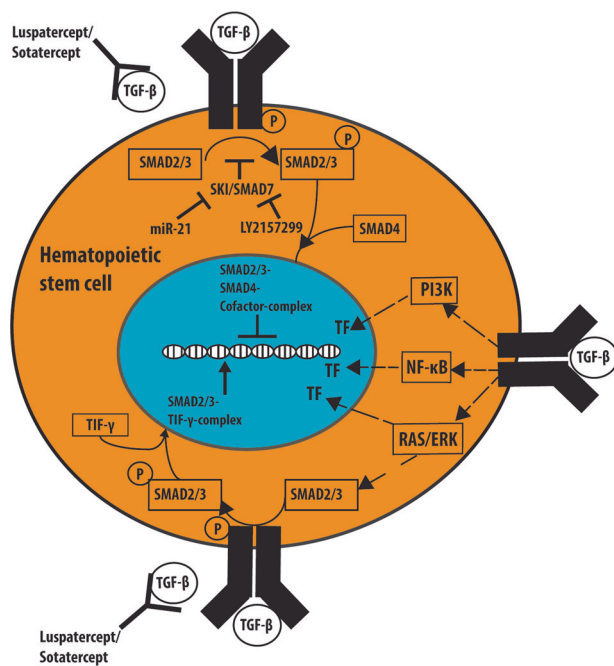 Luspatercept/
Sotatercept
TGF-β
TGF-β
P
P
SMAD2/3
SMAD2/3
SKI/SMAD7
miR-21
LY2157299
SMAD4
Hematopoietic
stem cell
SMAD2/3-
SMAD4-
Cofactor-complex
PI3K
TF
TF
NF-κB
TGF-β
TF
SMAD2/3-
TIF-γ-complex
TIF-γ
RAS/ERK
P
SMAD2/3
SMAD2/3
P
TGF-β
TGF-β
Luspatercept/
Sotatercept